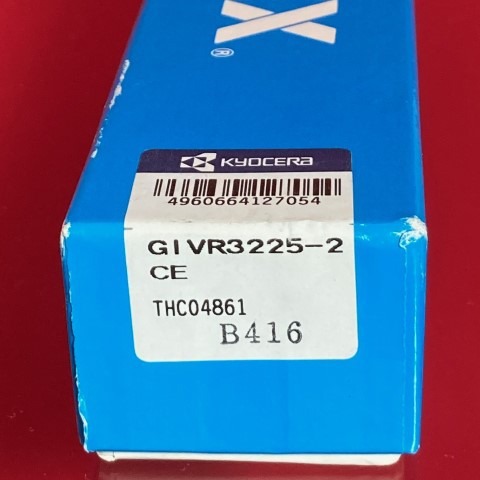 X
®
KYOCERA
4960664127054
GIVR3225-2
CE
THC04861
B416